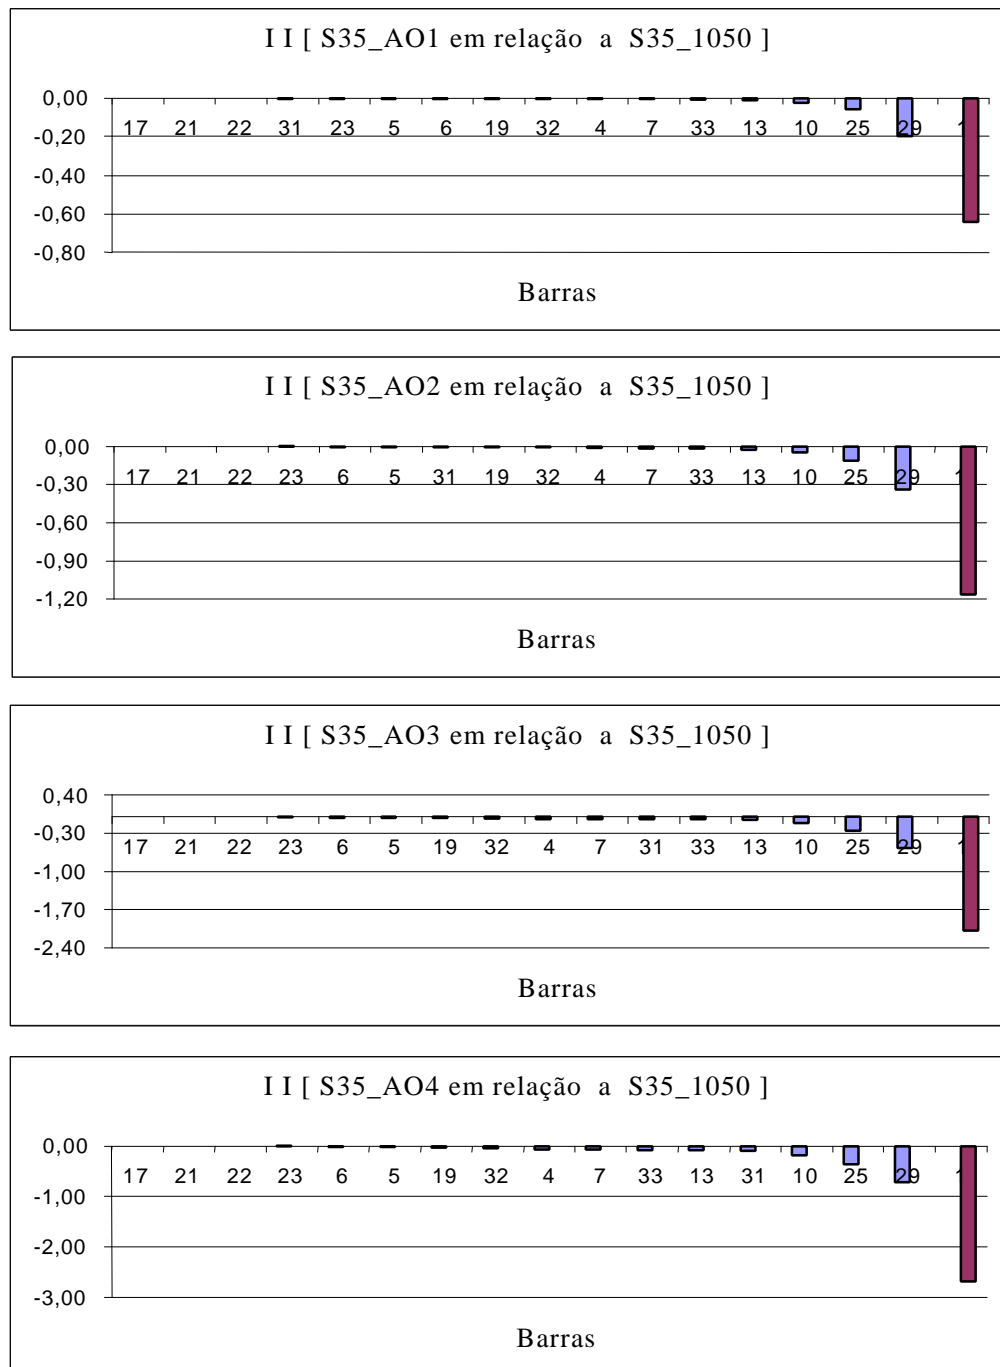 I I [ S35_AO1 em relação a S35_1050 ]
0,00
17 21 22 31 23 5 6 19 32 4 7 33 13 10 25 29 1
-0,20
-0,40
-0,60
-0,80
Barras
I I [ S35_AO2 em relação a S35_1050 ]
0,00
17 21 22 23 6 5 31 19 32 4 7 33 13 10 25 29 1
-0,30
-0,60
-0,90
-1,20
Barras
I I [ S35_AO3 em relação a S35_1050 ]
0,40
-0,30
17 21 22 23 6 5 19 32 4 7 31 33 13 10 25 29 1
-1,00
-1,70
-2,40
Barras
I I [ S35_AO4 em relação a S35_1050 ]
0,00
17 21 22 23 6 5 19 32 4 7 33 13 31 10 25 29 1
-1,00
-2,00
-3,00
Barras